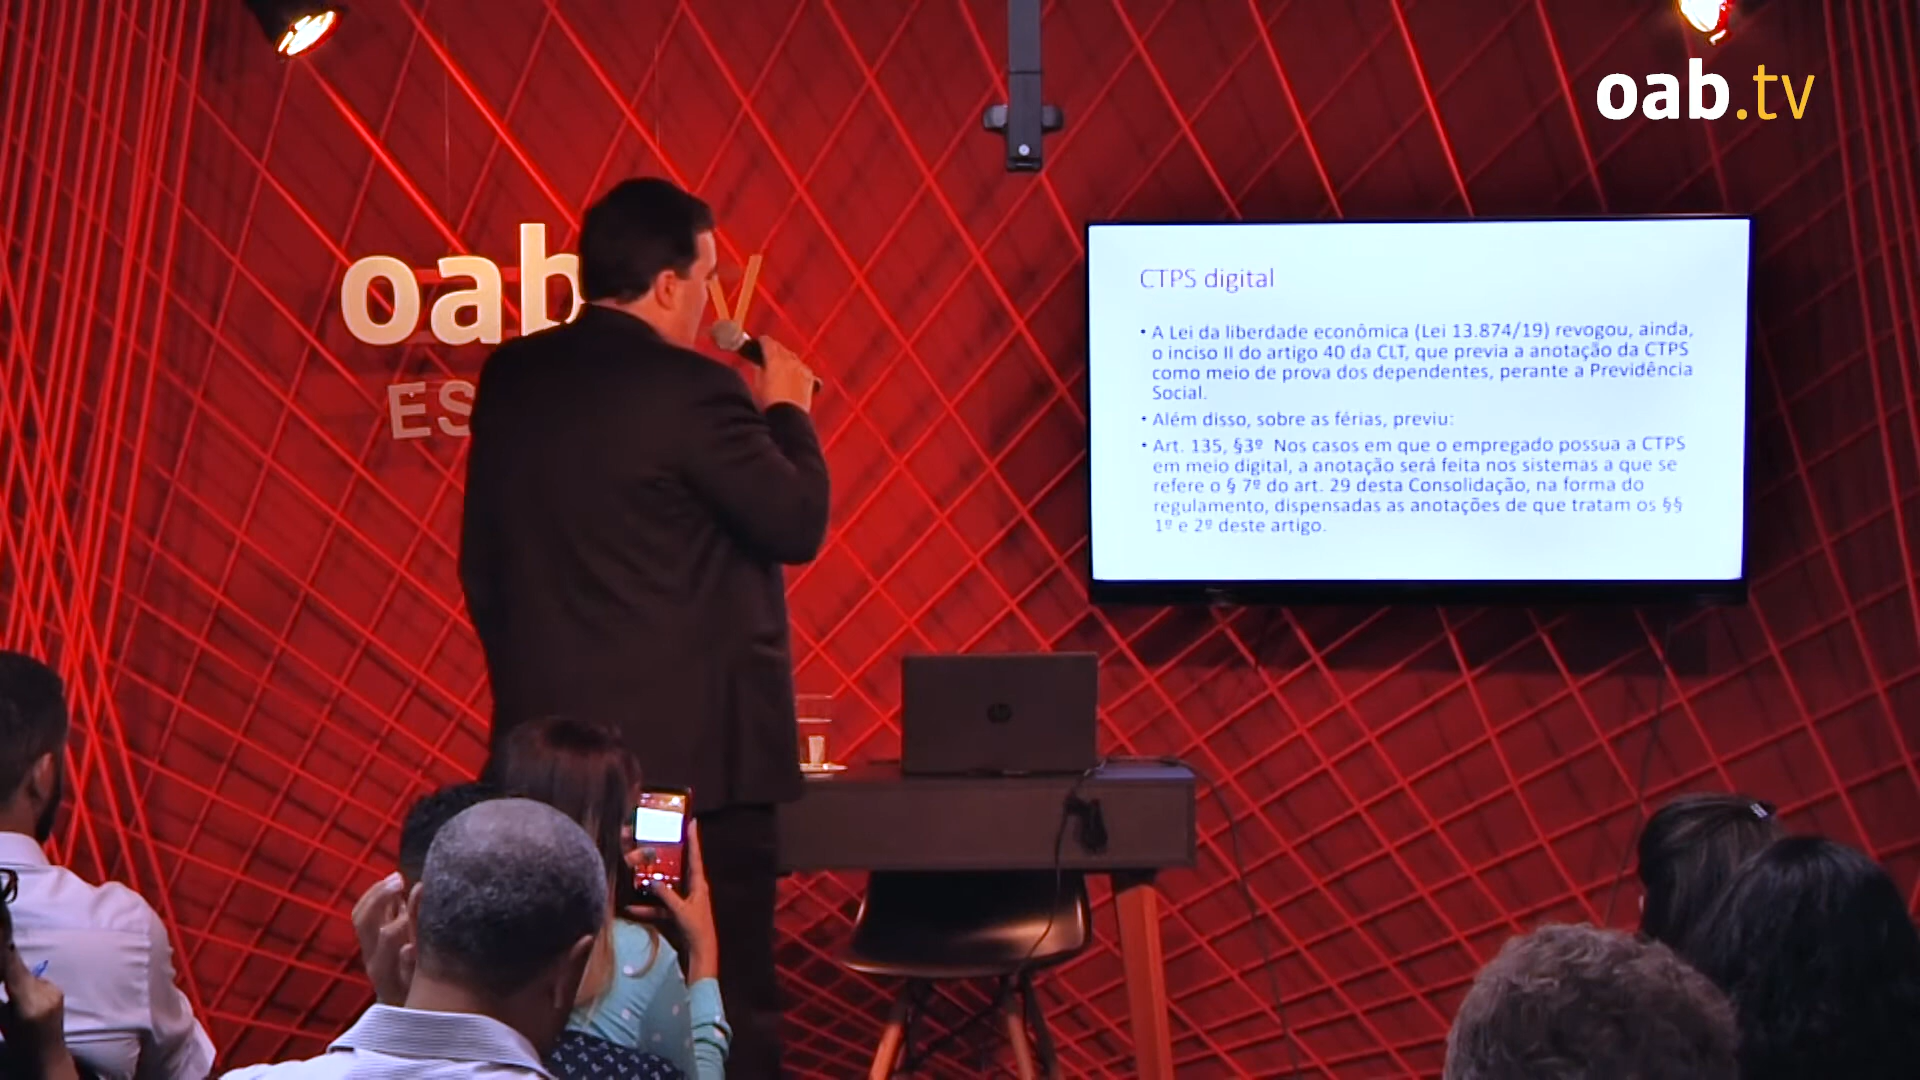 oab.tv
oab
V
ES
CTPS digital
• A Lei da liberdade econômica (Lei 13.874/19) revogou, ainda,
o inciso II do artigo 40 da CLT, que previa a anotação da CTPS
como meio de prova dos dependentes, perante a Previdência
Social.
• Além disso, sobre as férias, previu:
• Art. 135, §3º Nos casos em que o empregado possua a CTPS
em meio digital, a anotação será feita nos sistemas a que se
refere o § 7º do art. 29 desta Consolidação, na forma do
regulamento, dispensadas as anotações de que tratam os §§
1º e 2º deste artigo.
hp